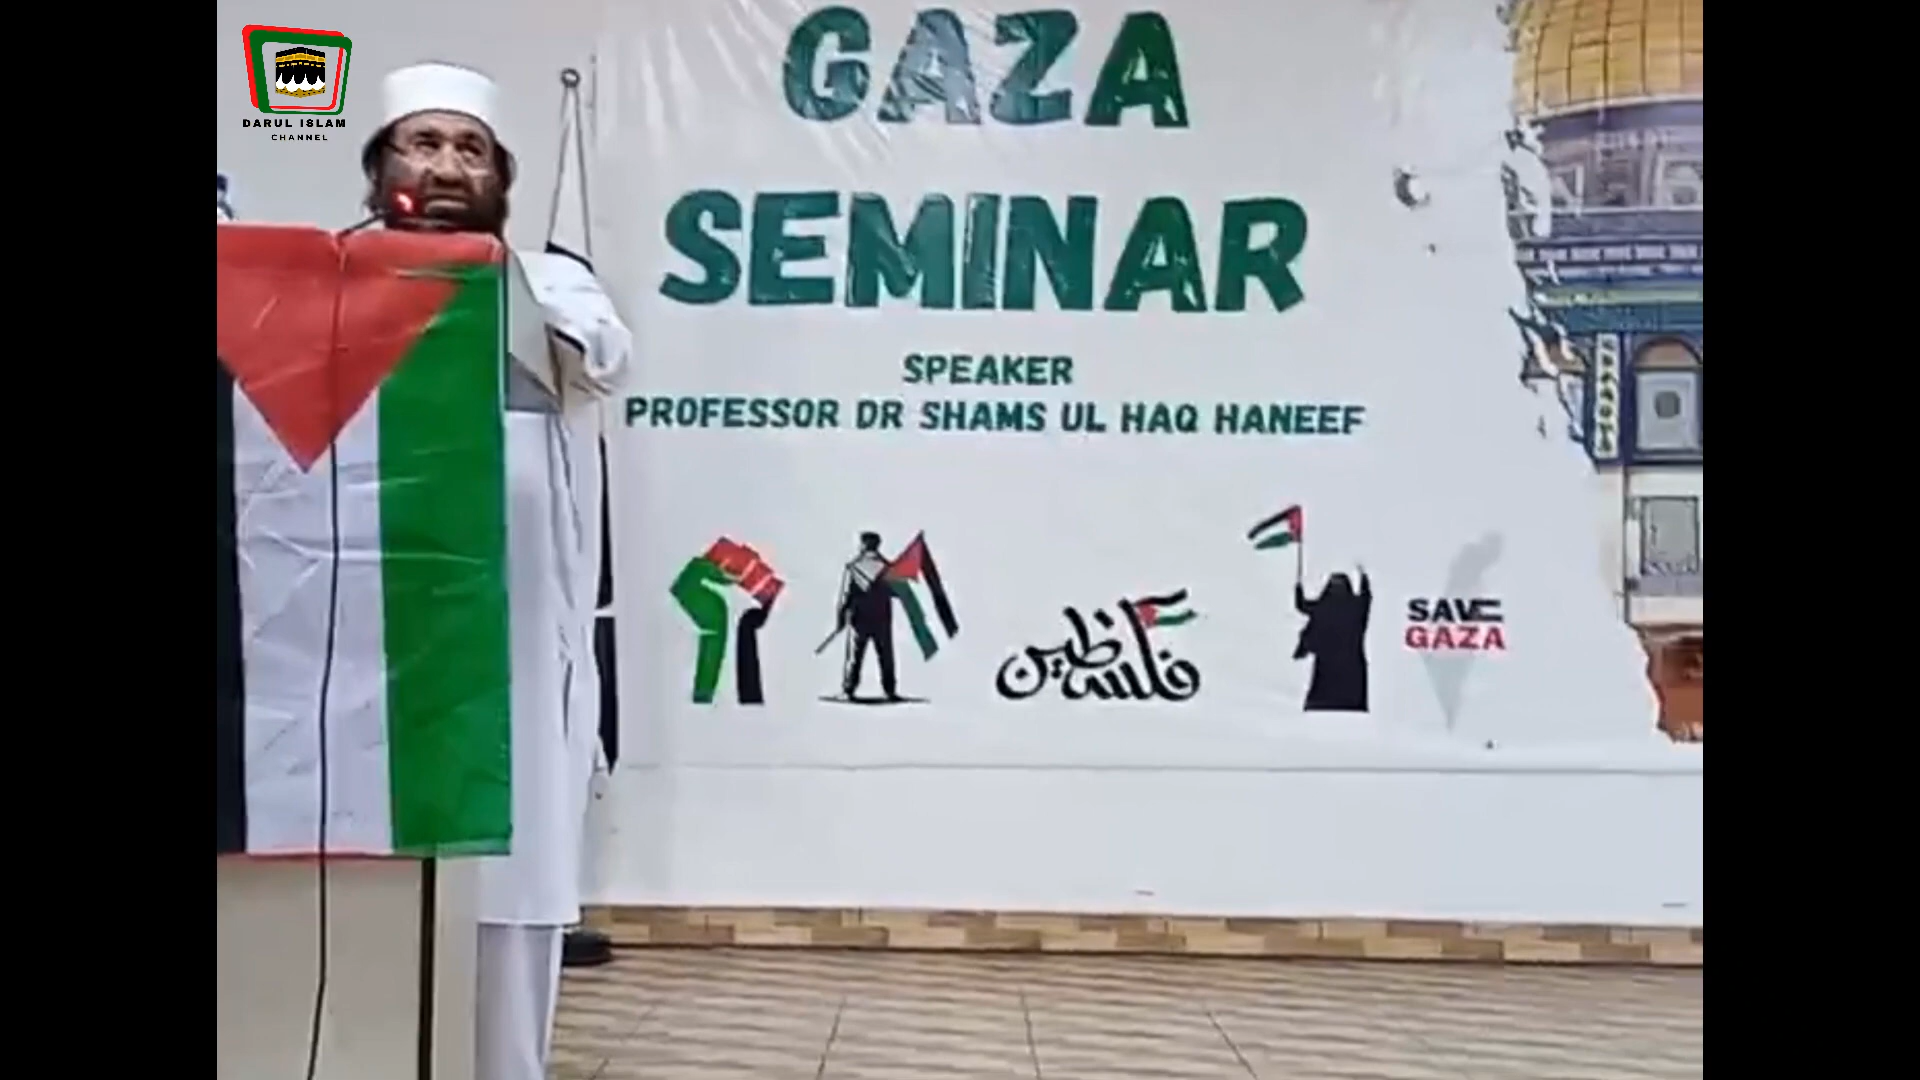 DARUL ISLAM
CHANNEL
GAZA
SEMINAR
SPEAKER
PROFESSOR DR SHAMS UL HAQ HANEEF
فلسطين
SAVE
GAZA